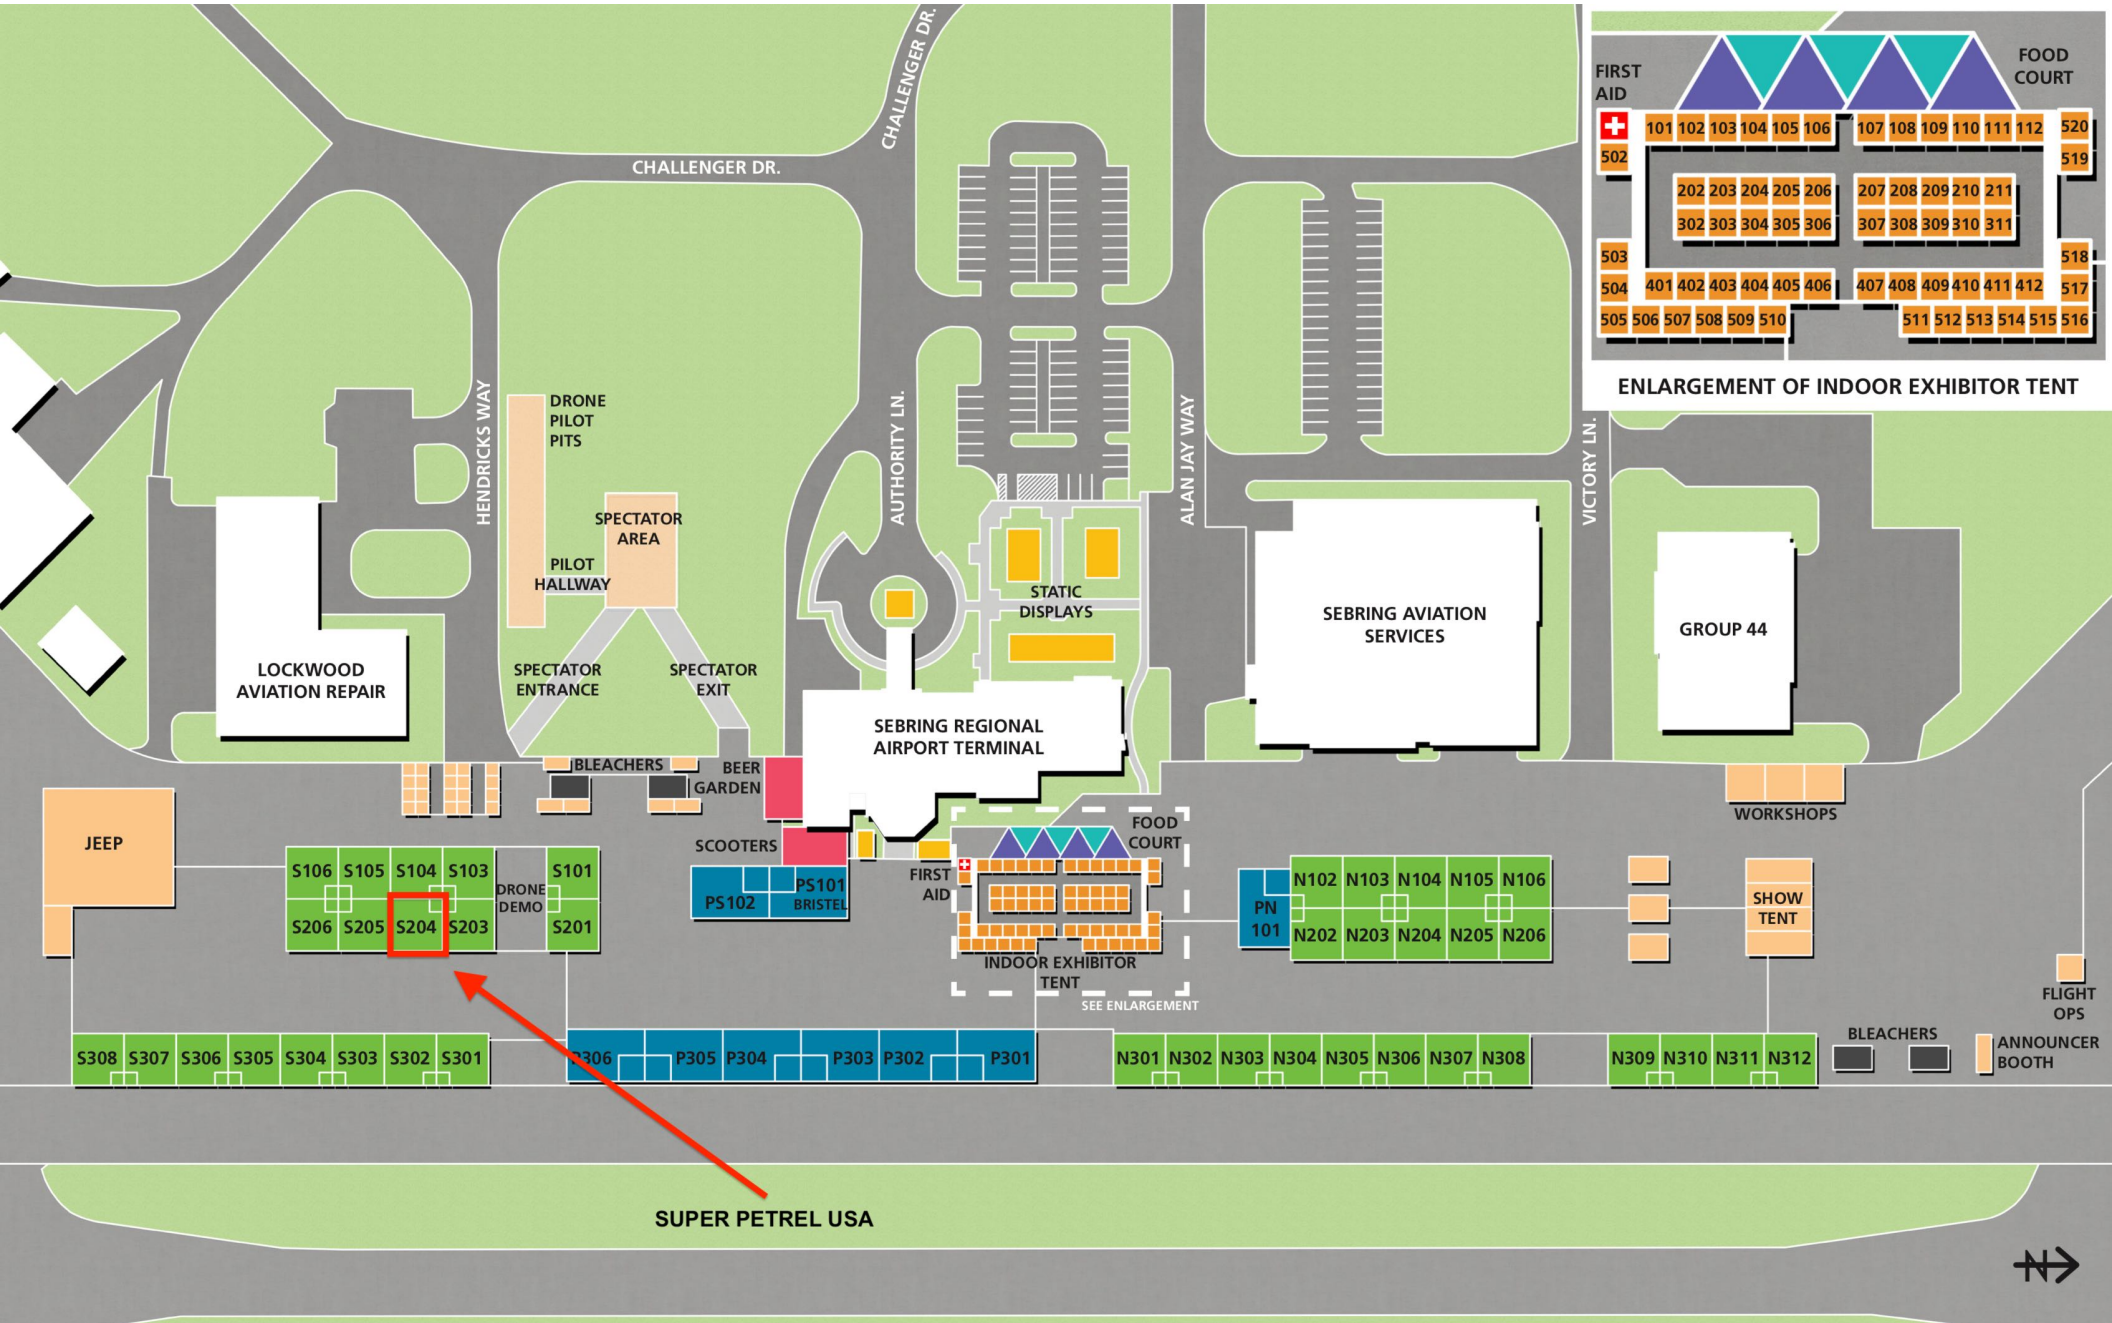 CHALLENGER DR.
CHALLENGER DR.
HENDRICKS WAY
AUTHORITY LN.
ALAN JAY WAY
VICTORY LN.
FIRST
AID
FOOD
COURT
101 102 103 104 105 106 107 108 109 110 111 112 520
502 519
202 203 204 205 206 207 208 209 210 211
302 303 304 305 306 307 308 309 310 311
503 518
504 401 402 403 404 405 406 407 408 409 410 411 412 517
505 506 507 508 509 510 511 512 513 514 515 516
ENLARGEMENT OF INDOOR EXHIBITOR TENT
DRONE
PILOT
PITS
SPECTATOR
AREA
PILOT
HALLWAY
SPECTATOR
ENTRANCE
SPECTATOR
EXIT
STATIC
DISPLAYS
LOCKWOOD
AVIATION REPAIR
SEBRING REGIONAL
AIRPORT TERMINAL
SEBRING AVIATION
SERVICES
GROUP 44
BLEACHERS
BEER
GARDEN
SCOOTERS
WORKSHOPS
JEEP
S106 S105 S104 S103
DRONE
DEMO
S101
S206 S205 S204 S203
S201
PS102
PS101
BRISTEL
FIRST
AID
FOOD
COURT
INDOOR EXHIBITOR
TENT
SEE ENLARGEMENT
PN
101
N102 N103 N104 N105 N106
N202 N203 N204 N205 N206
SHOW
TENT
FLIGHT
OPS
S308 S307 S306 S305 S304 S303 S302 S301
P306 P305 P304 P303 P302 P301
N301 N302 N303 N304 N305 N306 N307 N308
N309 N310 N311 N312
BLEACHERS
ANNOUNCER
BOOTH
SUPER PETREL USA
N